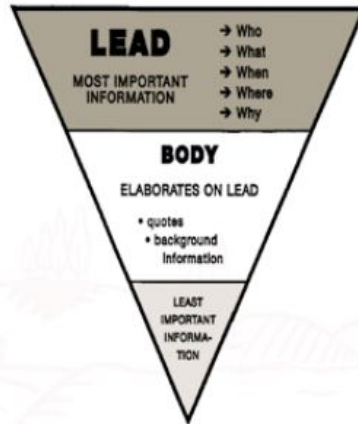 LEAD
MOST IMPORTANT
INFORMATION
→ Who
→ What
→ When
→ Where
→ Why
BODY
ELABORATES ON LEAD
• quotes
• background
Information
LEAST
IMPORTANT
INFORMA-
TION